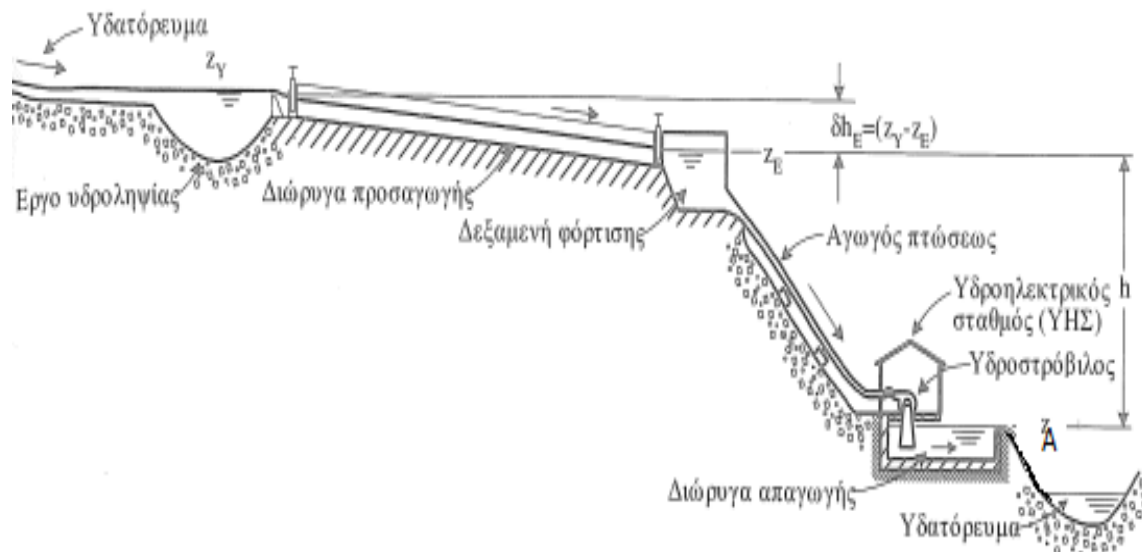 Υδατόρευμα
z_Y
δh_E=(z_Y-z_E)
z_E
Εργο υδροληψίας
Διώρυγα προσαγωγής
Δεξαμενή φόρτισης
Αγωγός πτώσεως
Υδροηλεκτρικός
σταθμός (ΥΗΣ)
h
Υδροστρόβιλος
z_A
Διώρυγα απαγωγής
Υδατόρευμα